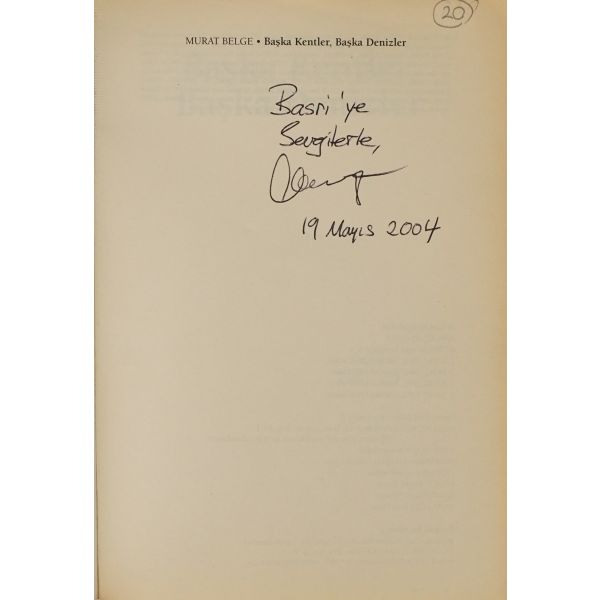 20
MURAT BELGE • Başka Kentler, Başka Denizler
Basri'ye
Sevgilerle,
19 Mayıs 2004